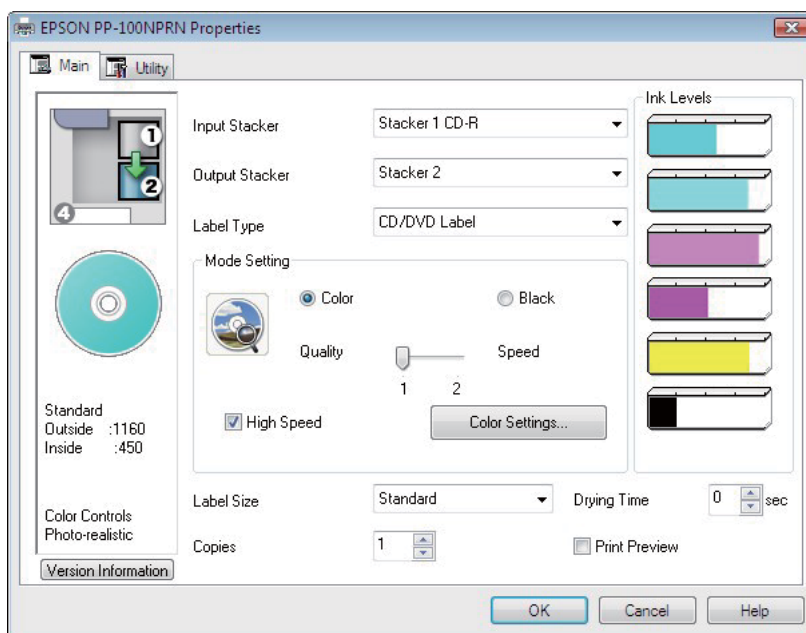 EPSON PP-100NPRN Properties
Main
Utility
1
2
4
Standard
Outside :1160
Inside :450
Color Controls
Photo-realistic
Version Information
Input Stacker
Stacker 1 CD-R
Output Stacker
Stacker 2
Label Type
CD/DVD Label
Mode Setting
Color
Black
Quality
Speed
1 2
High Speed
Color Settings...
Label Size
Standard
Drying Time
0
sec
Copies
1
Print Preview
Ink Levels
OK
Cancel
Help